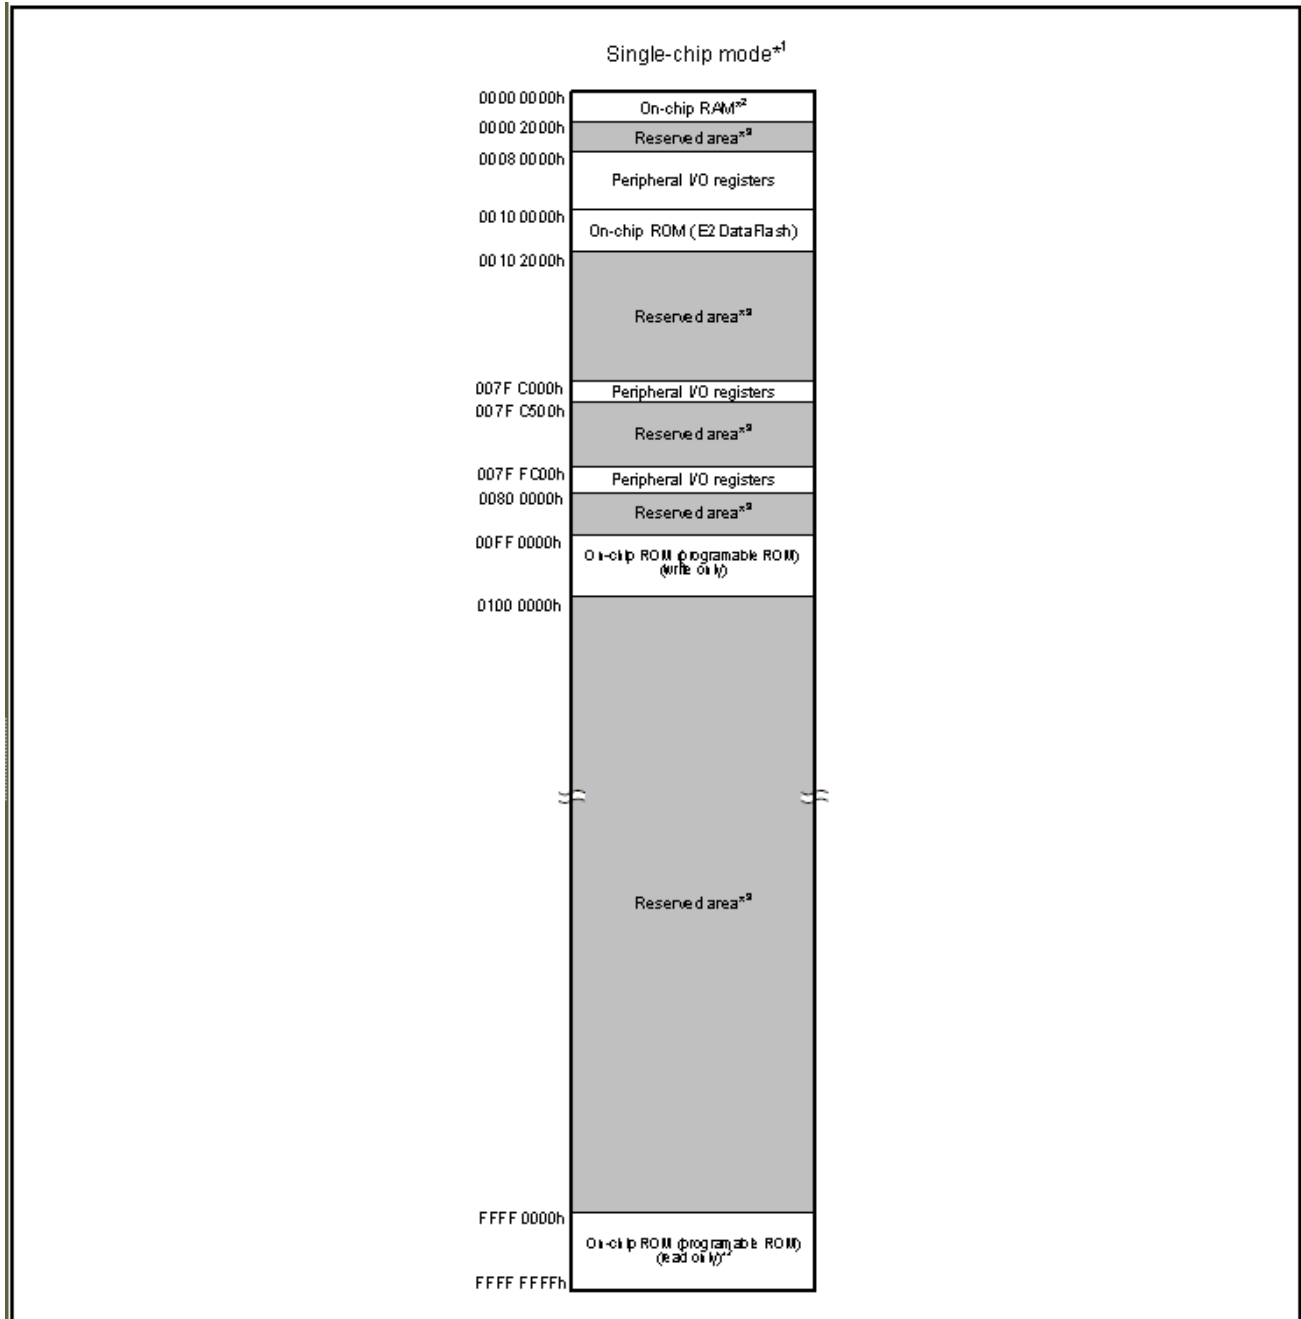 Single-chip mode*1
0000 0000h
On-chip RAM*2
0000 2000h
Reserved area*3
0008 0000h
Peripheral I/O registers
0010 0000h
On-chip ROM (E2 DataFlash)
0010 2000h
Reserved area*3
007F C000h
Peripheral I/O registers
007F C500h
Reserved area*3
007F FC00h
Peripheral I/O registers
0080 0000h
Reserved area*3
00FF 0000h
On-chip ROM (programable ROM)
(write only)
0100 0000h
Reserved area*3
FFFF 0000h
On-chip ROM (programable ROM)
(read only)
FFFF FFFFh